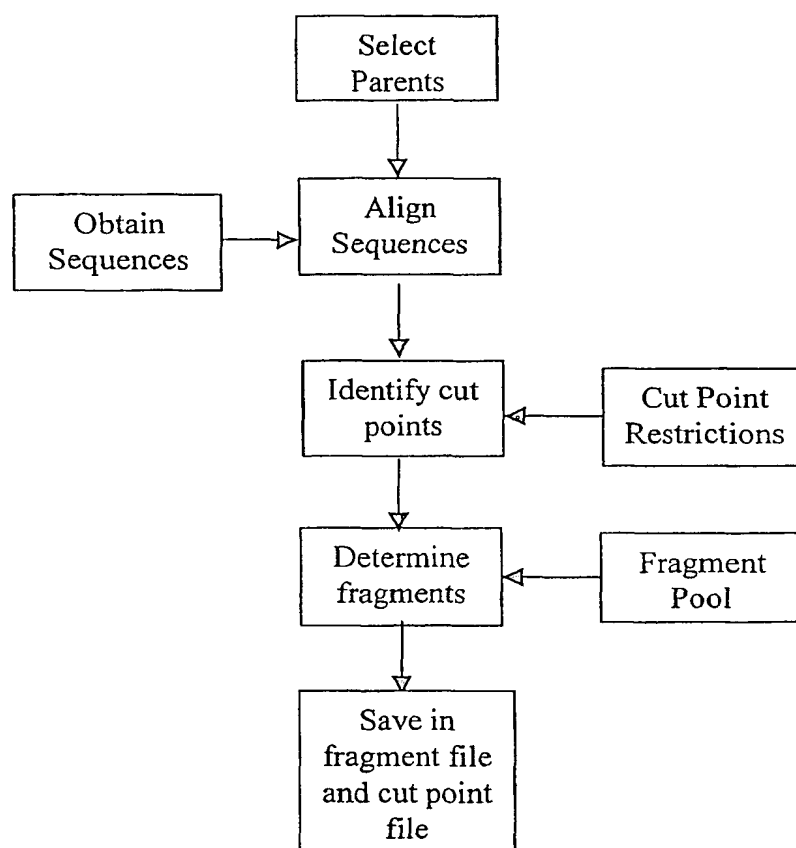 Select
Parents
Obtain
Sequences
Align
Sequences
Identify cut
points
Cut Point
Restrictions
Determine
fragments
Fragment
Pool
Save in
fragment file
and cut point
file